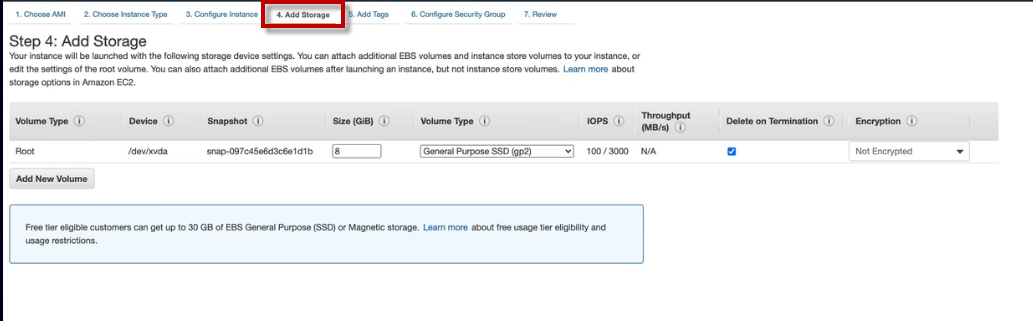 1. Choose AMI 2. Choose Instance Type 3. Configure Instance 4. Add Storage 5. Add Tags 6. Configure Security Group 7. Review
Step 4: Add Storage
Your instance will be launched with the following storage device settings. You can attach additional EBS volumes and instance store volumes to your instance, or
edit the settings of the root volume. You can also attach additional EBS volumes after launching an instance, but not instance store volumes. Learn more about
storage options in Amazon EC2.
Volume Type Device Snapshot Size (GiB) Volume Type IOPS Throughput (MB/s) Delete on Termination Encryption
Root /dev/xvda snap-097c45e6d3c6e1d1b 8 General Purpose SSD (gp2) 100 / 3000 N/A Not Encrypted
Add New Volume
Free tier eligible customers can get up to 30 GB of EBS General Purpose (SSD) or Magnetic storage. Learn more about free usage tier eligibility and
usage restrictions.